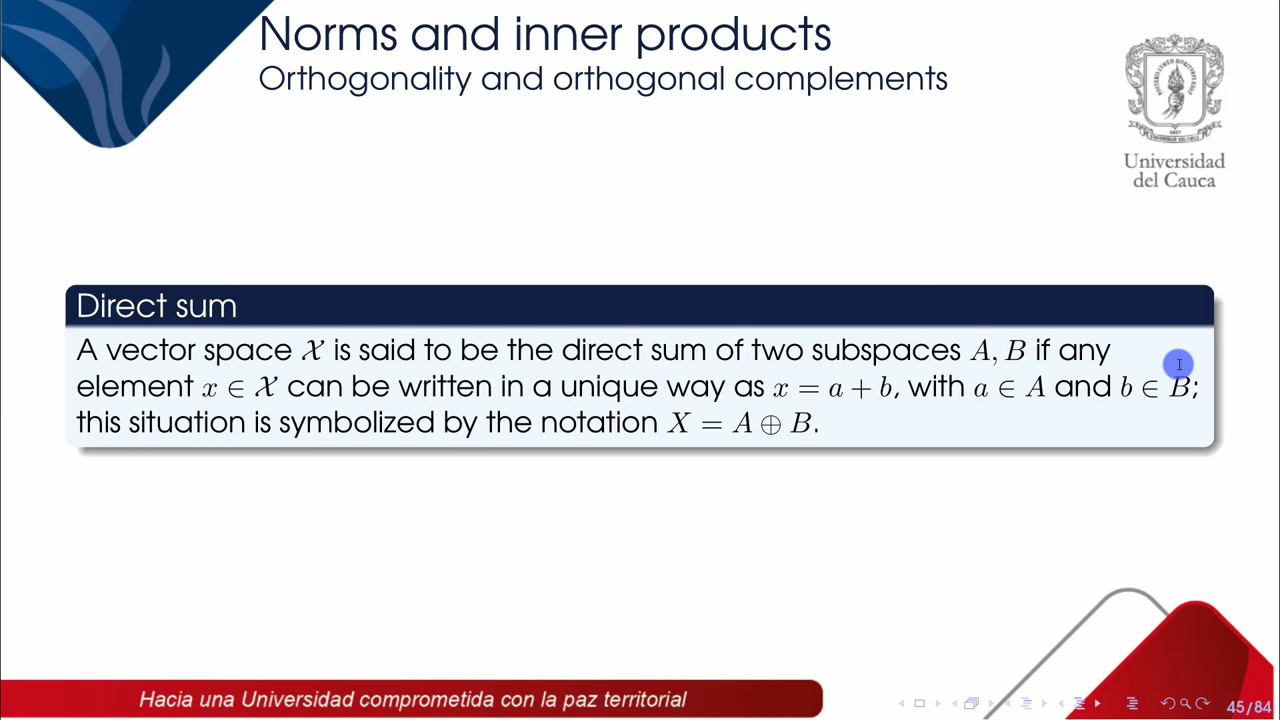 Norms and inner products
Orthogonality and orthogonal complements
Universidad
del Cauca
Direct sum
A vector space 𝒳 is said to be the direct sum of two subspaces A, B if any
element x ∈ 𝒳 can be written in a unique way as x = a + b, with a ∈ A and b ∈ B;
this situation is symbolized by the notation X = A ⊕ B.
Hacia una Universidad comprometida con la paz territorial
45/84